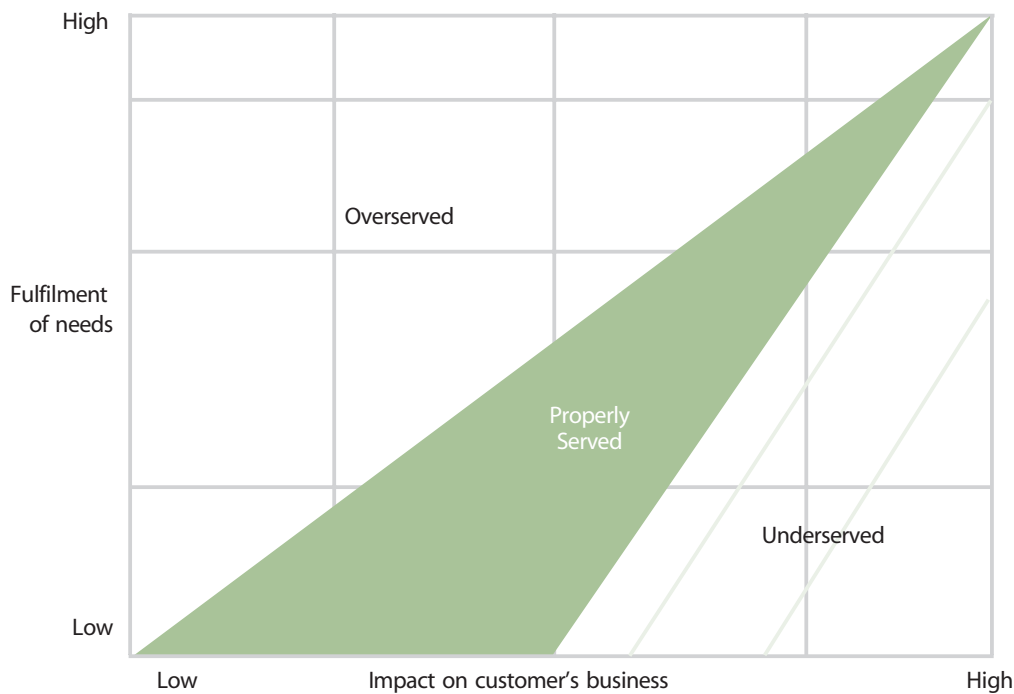 High
Overserved
Fulfilment
of needs
Properly
Served
Underserved
Low
Low
Impact on customer's business
High